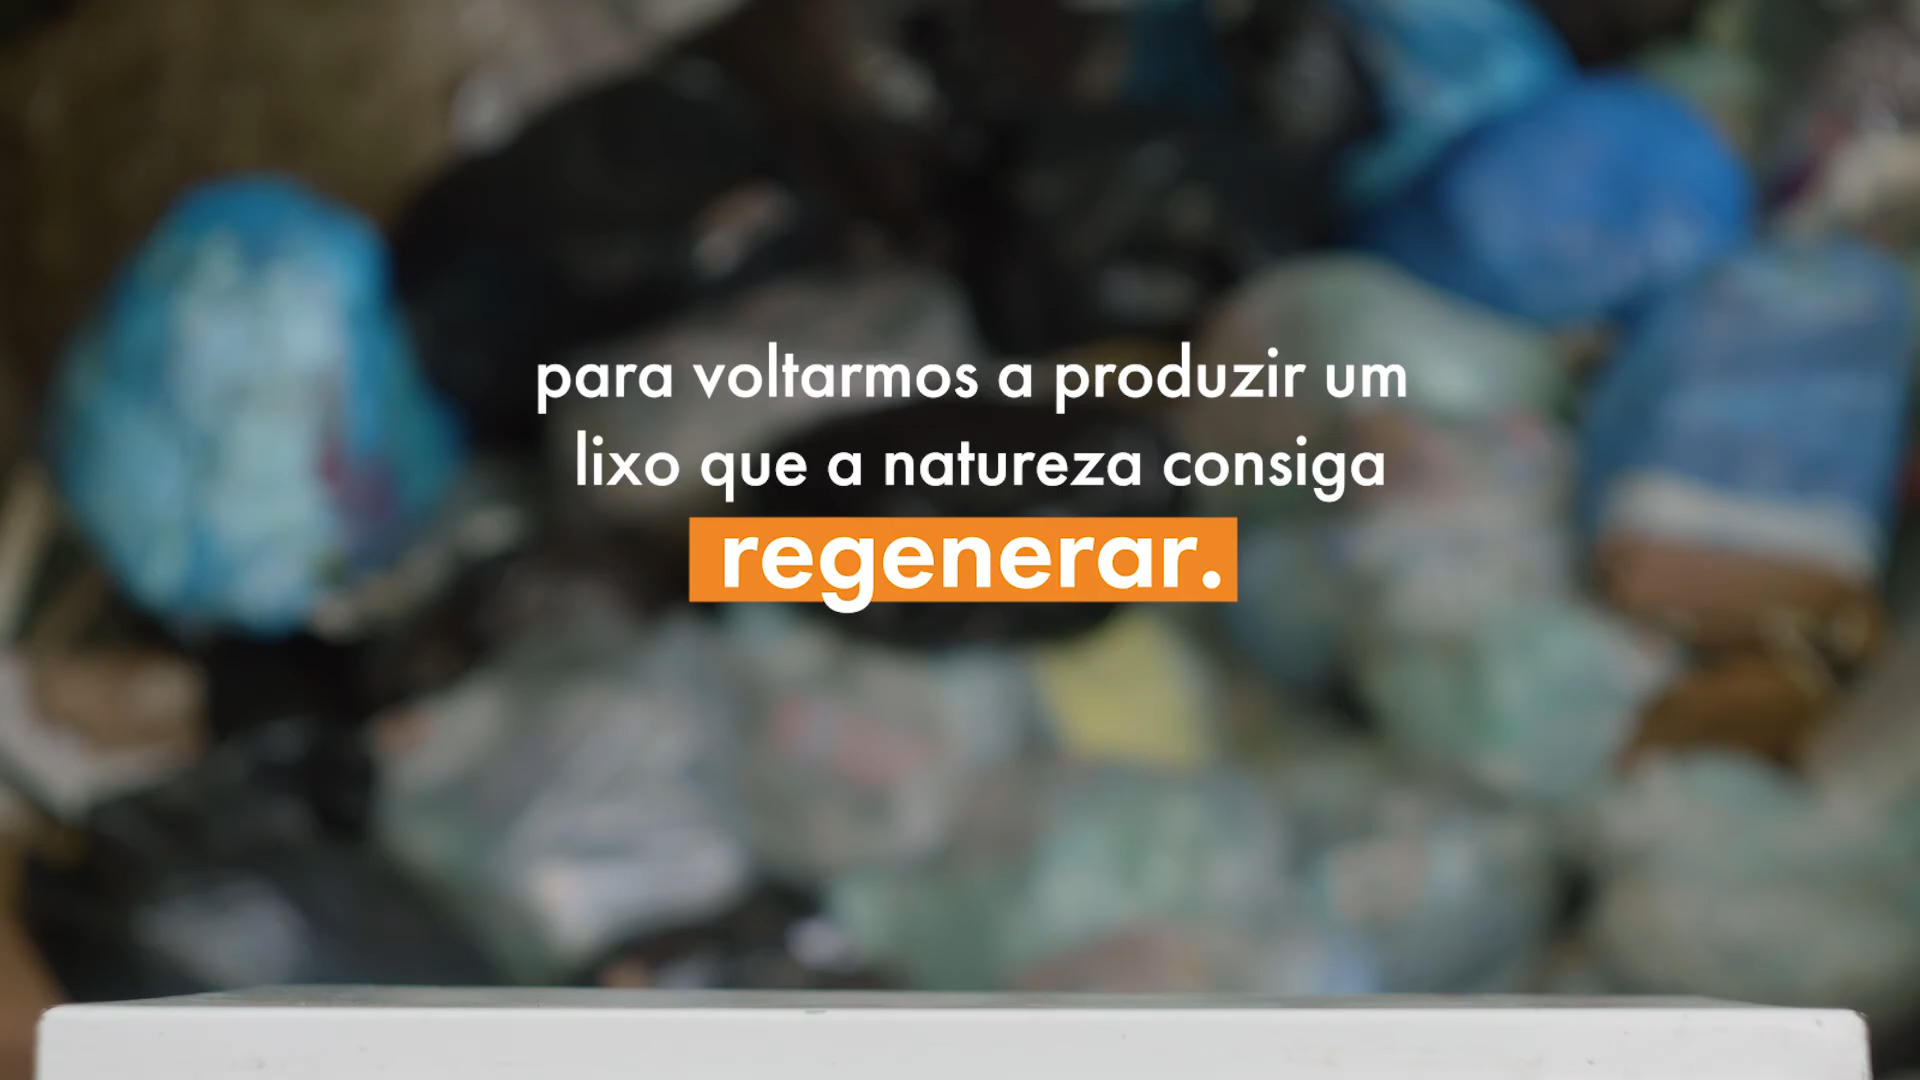 para voltarmos a produzir um
lixo que a natureza consiga
regenerar.